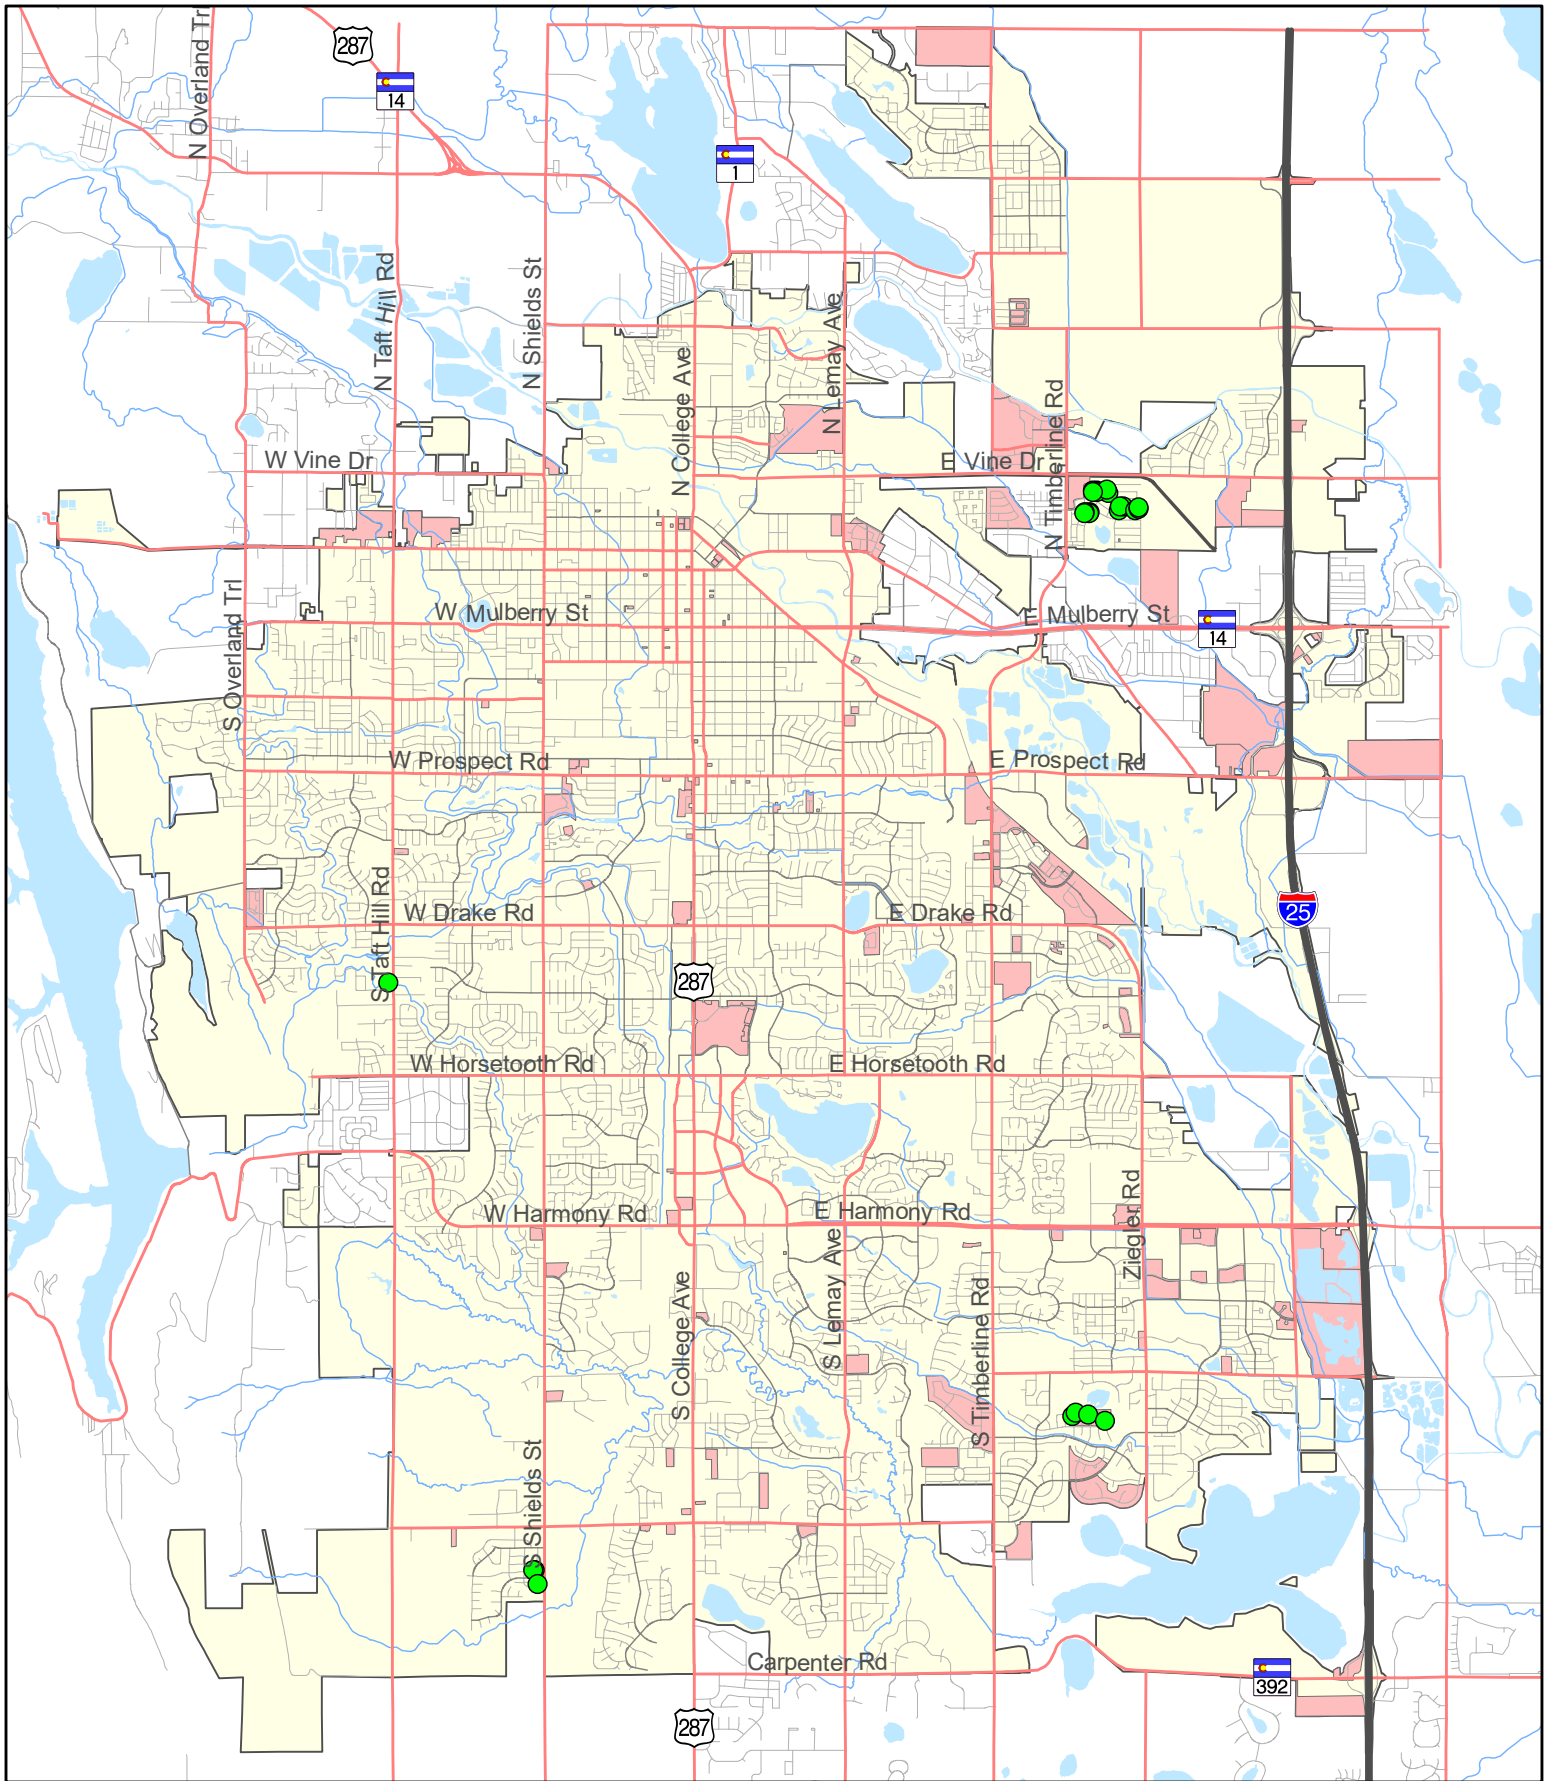 N Overland Trl
287
14
1
N Taft Hill Rd
N Shields St
N College Ave
N Lemay Ave
N Timberline Rd
W Vine Dr
E Vine Dr
S Overland Trl
W Mulberry St
E Mulberry St
14
W Prospect Rd
E Prospect Rd
S Taft Hill Rd
W Drake Rd
E Drake Rd
25
287
W Horsetooth Rd
E Horsetooth Rd
W Harmony Rd
E Harmony Rd
Ziegler Rd
S College Ave
S Lemay Ave
S Timberline Rd
S Shields St
Carpenter Rd
392
287